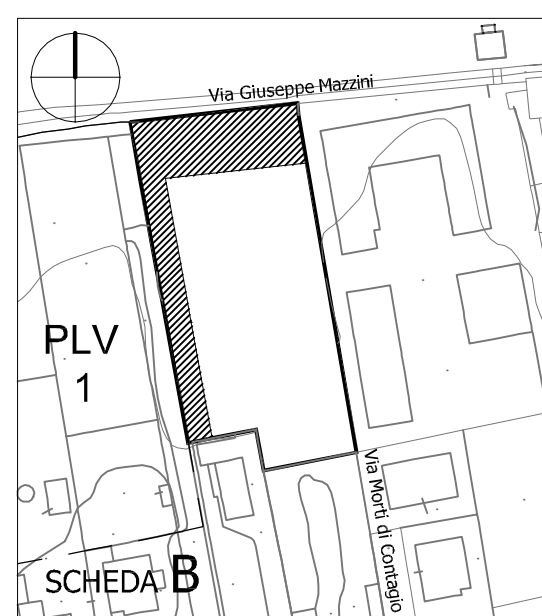 Via Giuseppe Mazzini
PLV
1
Via Morti di Contagio
SCHEDA B